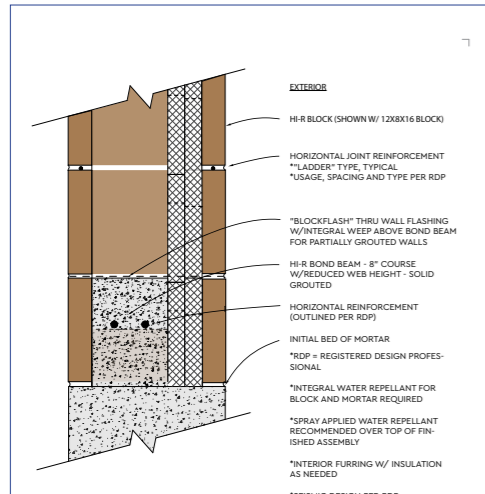 EXTERIOR
HI-R BLOCK (SHOWN W/ 12X8X16 BLOCK)
HORIZONTAL JOINT REINFORCEMENT
*"LADDER" TYPE, TYPICAL
*USAGE, SPACING AND TYPE PER RDP
"BLOCKFLASH" THRU WALL FLASHING
W/INTEGRAL WEEP ABOVE BOND BEAM
FOR PARTIALLY GROUTED WALLS
HI-R BOND BEAM - 8" COURSE
W/REDUCED WEB HEIGHT - SOLID
GROUTED
HORIZONTAL REINFORCEMENT
(OUTLINED PER RDP)
INITIAL BED OF MORTAR
*RDP = REGISTERED DESIGN PROFES-
SIONAL
*INTEGRAL WATER REPELLANT FOR
BLOCK AND MORTAR REQUIRED
*SPRAY APPLIED WATER REPELLANT
RECOMMENDED OVER TOP OF FIN-
ISHED ASSEMBLY
*INTERIOR FURRING W/ INSULATION
AS NEEDED